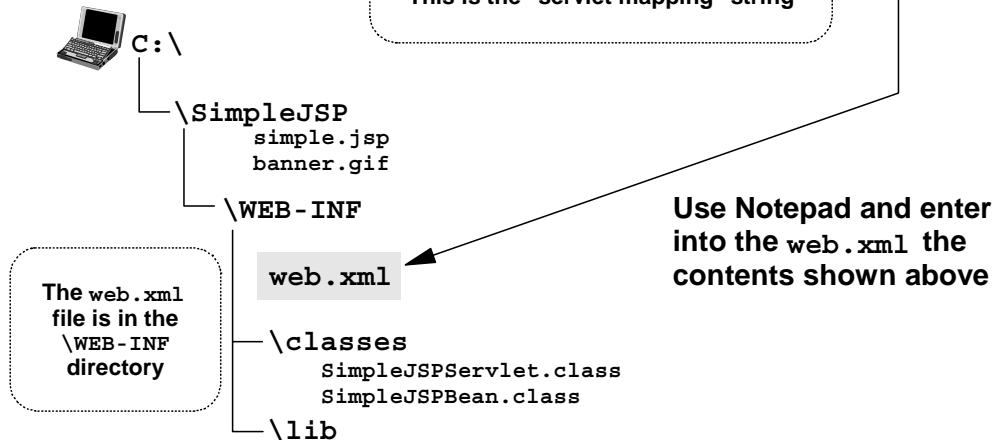 This is the "servlet mapping" string
C:\
\SimpleJSP
simple.jsp
banner.gif
\WEB-INF
web.xml
Use Notepad and enter
into the web.xml the
contents shown above
The web.xml
file is in the
\WEB-INF
directory
\classes
SimpleJSPServlet.class
SimpleJSPBean.class
\lib